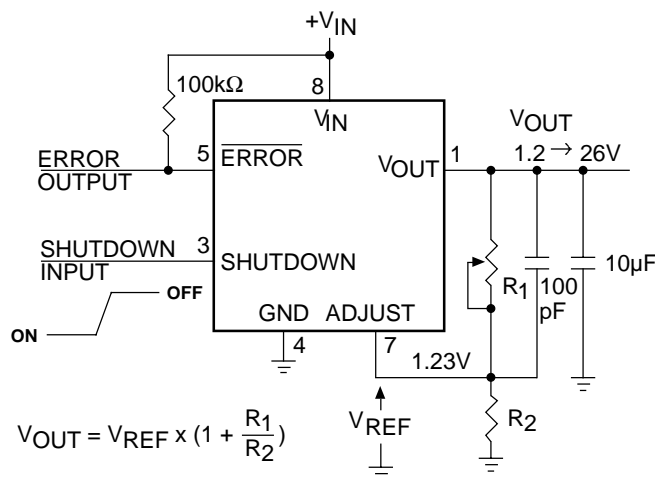 +VIN
100kΩ
8
VIN
ERROR
OUTPUT
5
ERROR
VOUT
1
VOUT
1.2 → 26V
SHUTDOWN
INPUT
3
SHUTDOWN
R1
100
pF
10µF
OFF
ON
GND
ADJUST
4
7
1.23V
VREF
R2
VOUT = VREF x (1 + R1/R2)